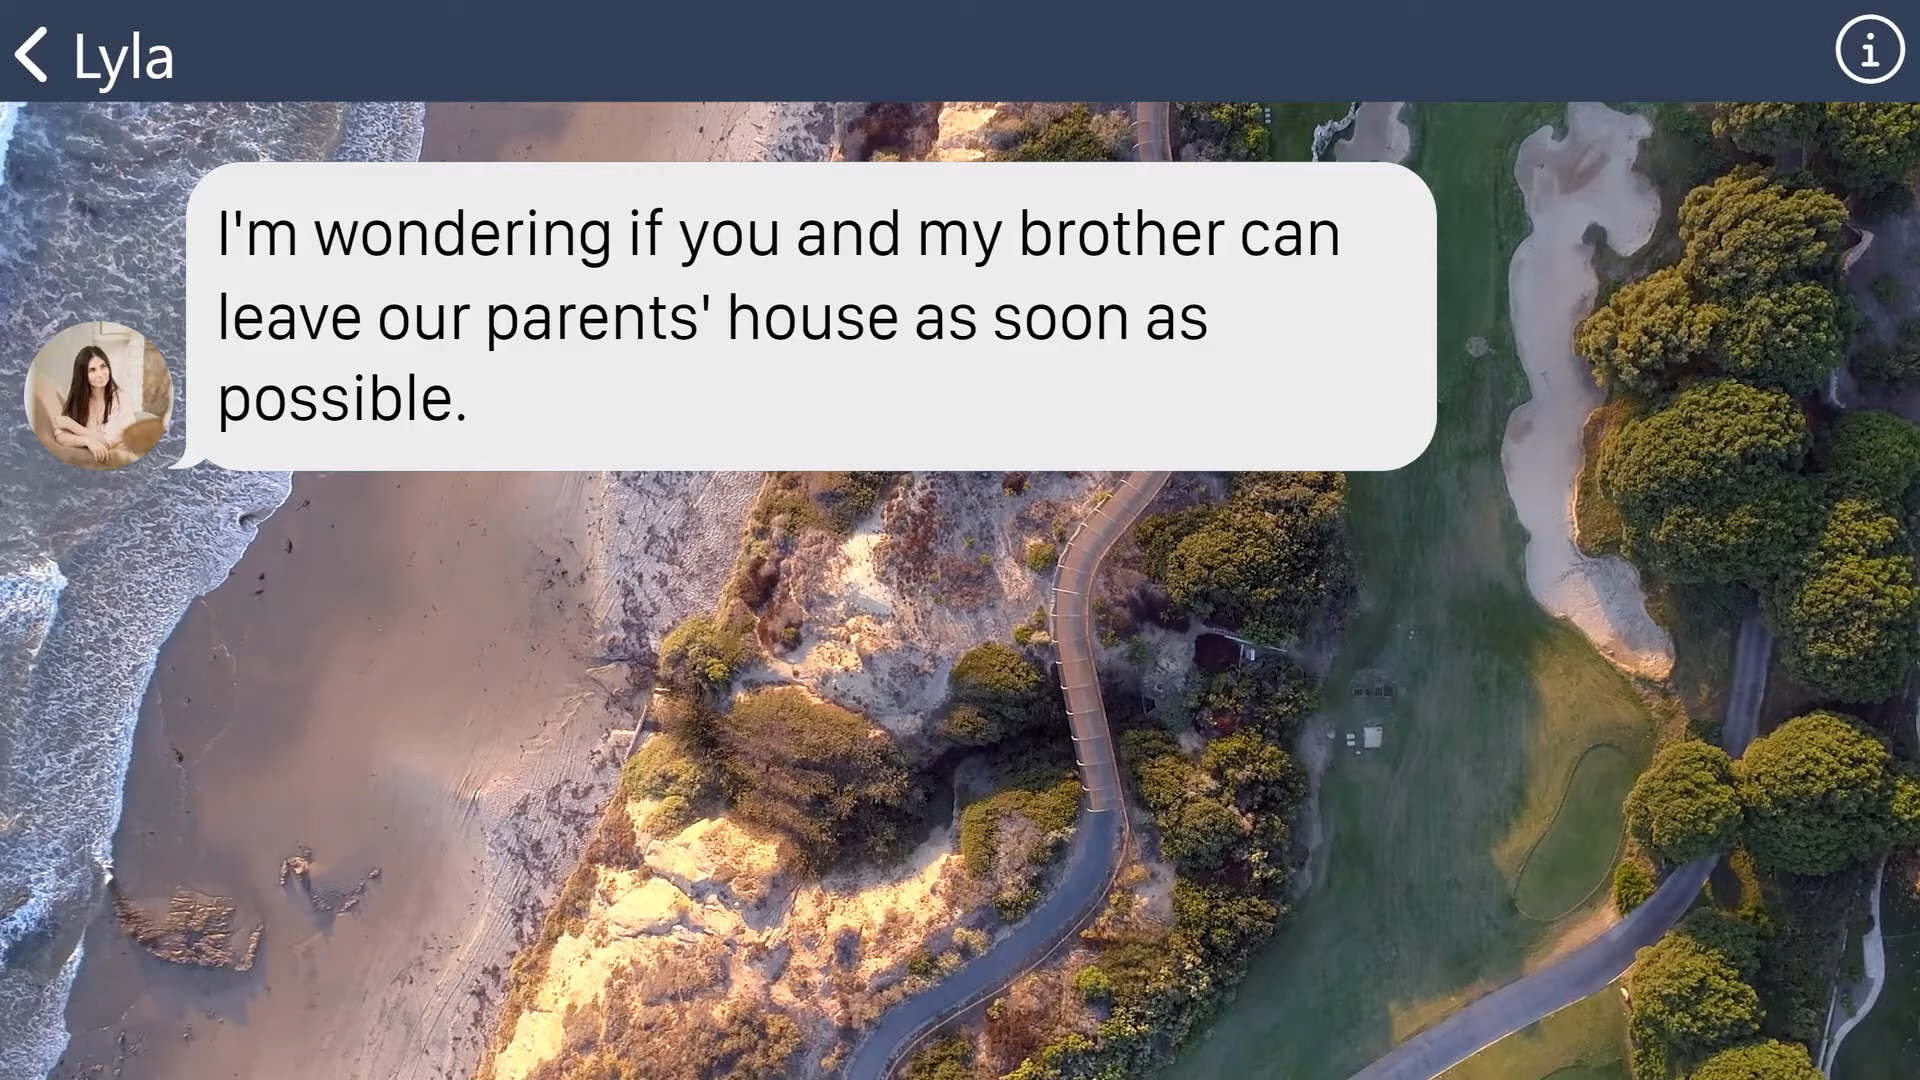 Lyla
I'm wondering if you and my brother can
leave our parents' house as soon as
possible.